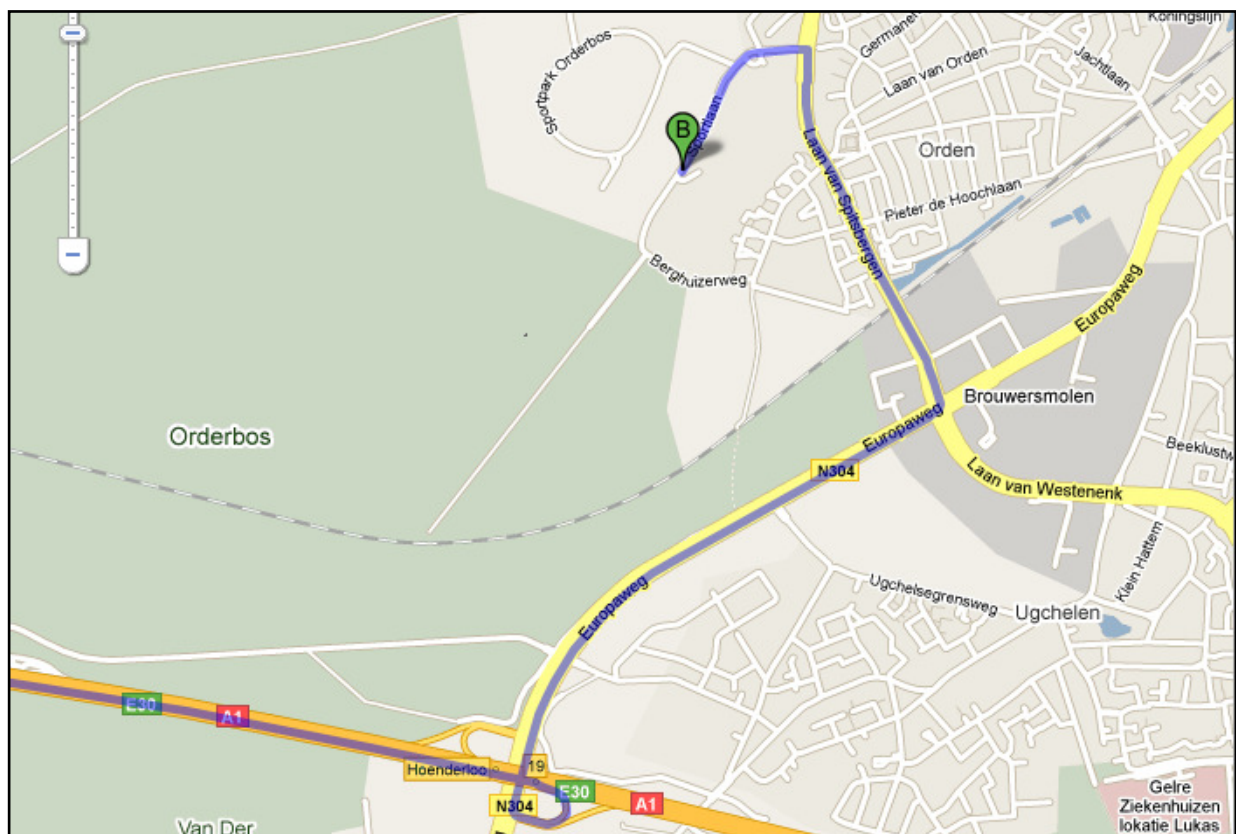 Koningslijn
Germanenl
Jachtlaan
Laan van Orden
Sportpark Orderbos
B
Sportlaan
Orden
Laan van Spitsbergen
Pieter de Hoochlaan
Berghuizerweg
Europaweg
Brouwersmolen
Europaweg
Orderbos
N304
Beeklustw
Laan van Westenenk
Klein Hattem
Ugchelsegrensweg
Europaweg
Ugchelen
E30
A1
Hoenderloo
19
E30
N304
A1
Gelre
Ziekenhuizen
lokatie Lukas
Van Der